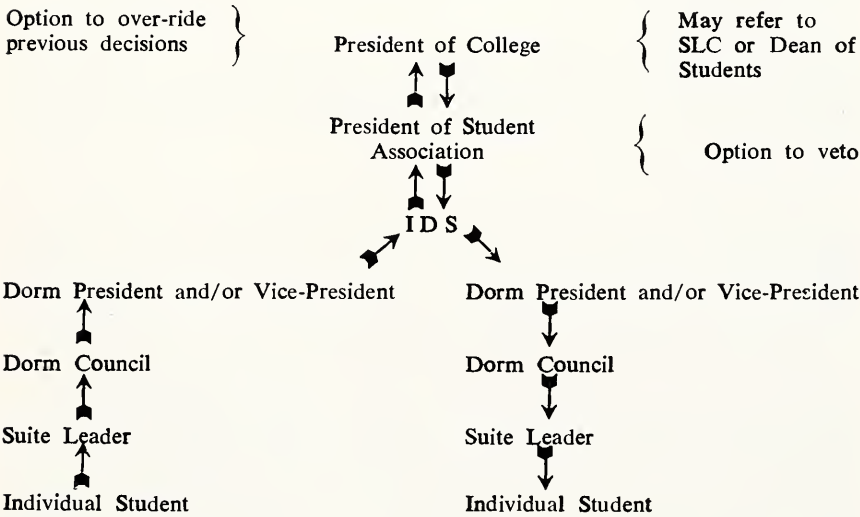 Option to over-ride
previous decisions
President of College
May refer to
SLC or Dean of
Students
President of Student
Association
Option to veto
I D S
Dorm President and/or Vice-President
Dorm President and/or Vice-President
Dorm Council
Dorm Council
Suite Leader
Suite Leader
Individual Student
Individual Student